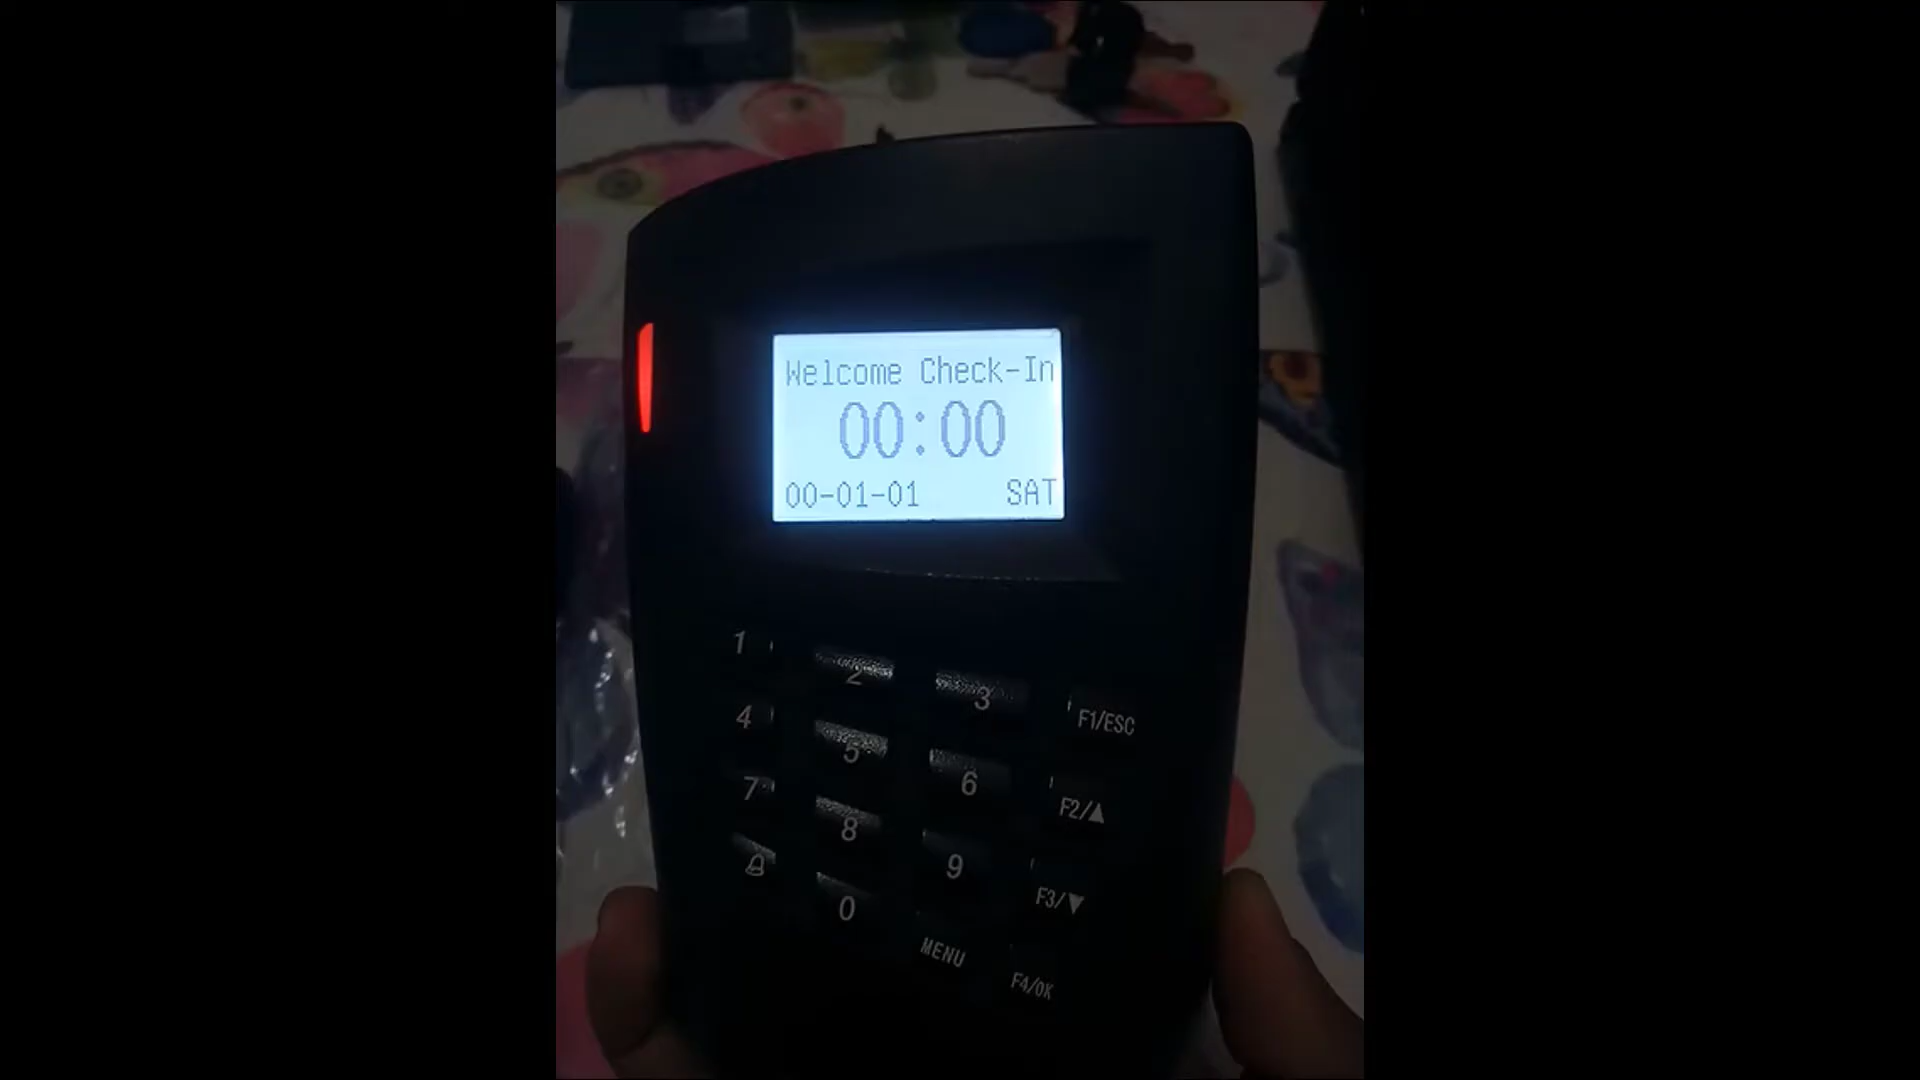 Welcome Check-In
00:00
00-01-01 SAT
1 2 3 F1/ESC
4 5 6 F2/▲
7 8 9 F3/▼
0 MENU F4/OK